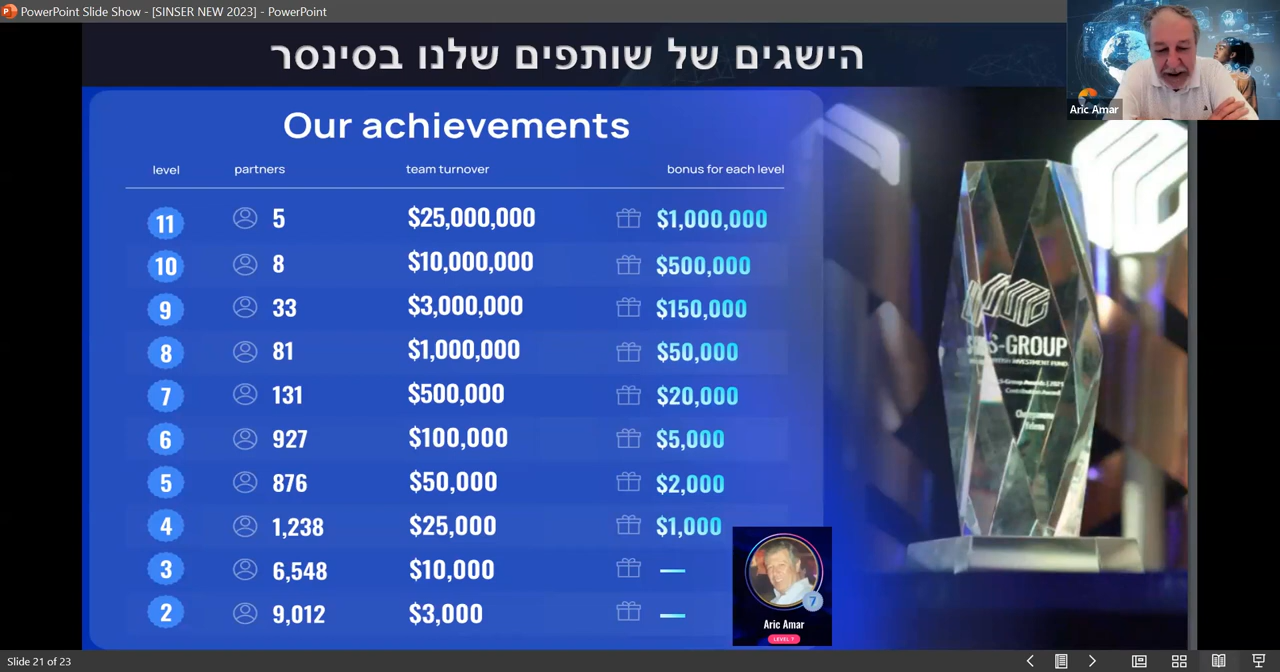 PowerPoint Slide Show - [SINSER NEW 2023] - PowerPoint
הישגים של שותפים שלנו בסינסר
Aric Amar
Our achievements
level partners team turnover bonus for each level
11 5 $25,000,000 $1,000,000
10 8 $10,000,000 $500,000
9 33 $3,000,000 $150,000
8 81 $1,000,000 $50,000
7 131 $500,000 $20,000
6 927 $100,000 $5,000
5 876 $50,000 $2,000
4 1,238 $25,000 $1,000
3 6,548 $10,000 —
2 9,012 $3,000 —
S-GROUP
INVESTMENT FUND
7
Aric Amar
LEVEL 7
Slide 21 of 23